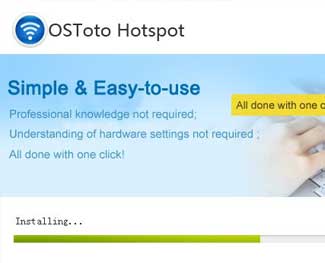 OSToto Hotspot
Simple & Easy-to-use
All done with one c
Professional knowledge not required;
Understanding of hardware settings not required ;
All done with one click!
Installing...